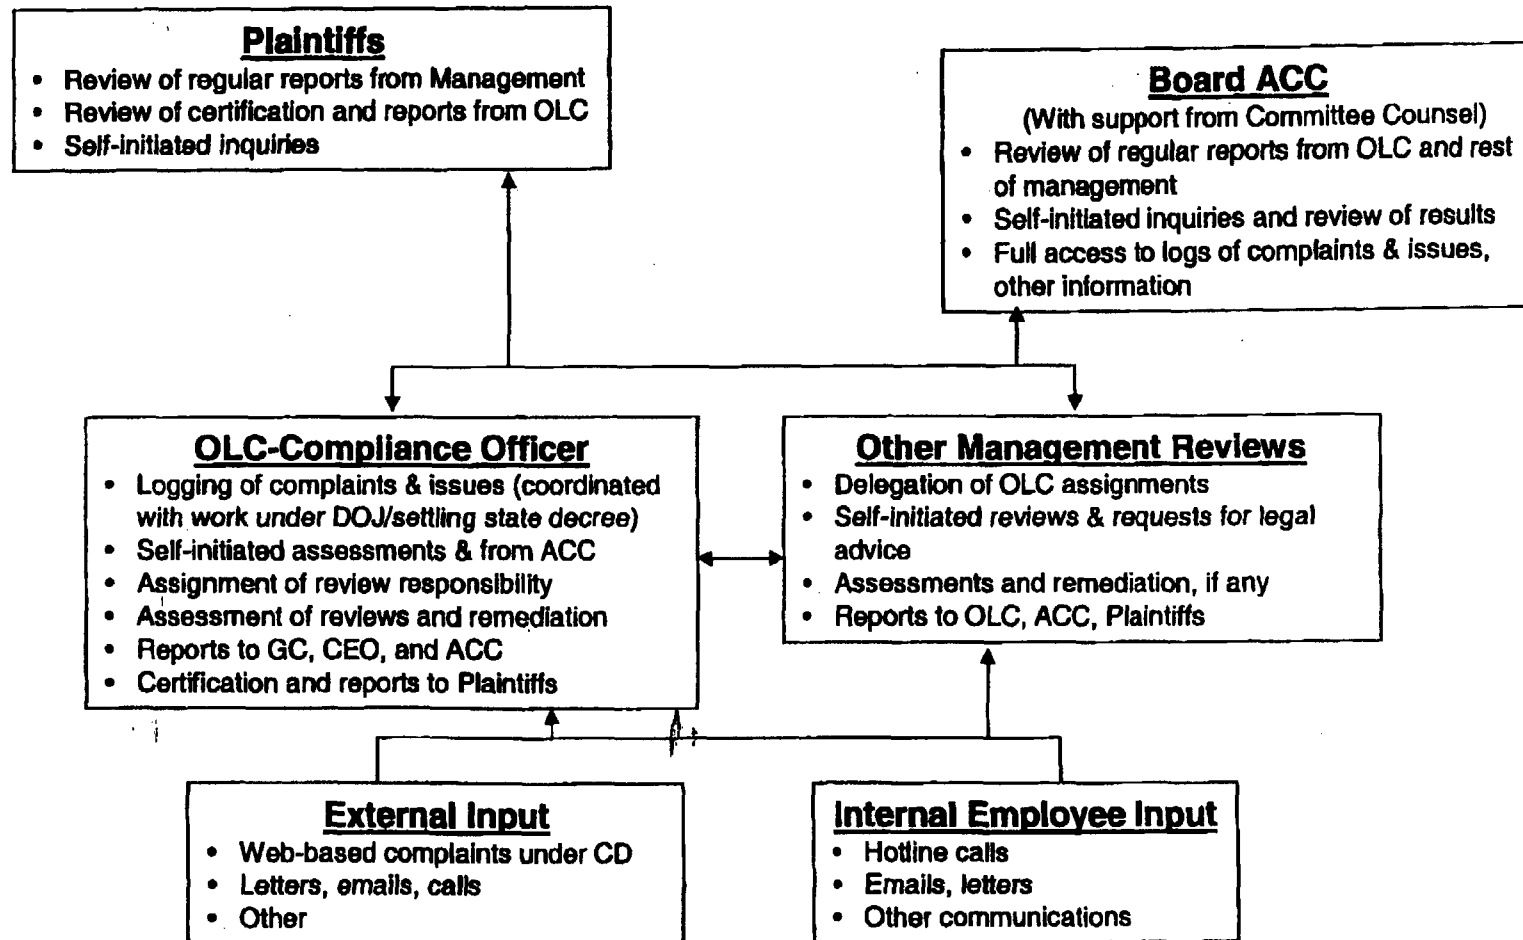 Plaintiffs
• Review of regular reports from Management
• Review of certification and reports from OLC
• Self-initiated inquiries
Board ACC
(With support from Committee Counsel)
• Review of regular reports from OLC and rest
of management
• Self-initiated inquiries and review of results
• Full access to logs of complaints & issues,
other information
OLC-Compliance Officer
• Logging of complaints & issues (coordinated
with work under DOJ/settling state decree)
• Self-initiated assessments & from ACC
• Assignment of review responsibility
• Assessment of reviews and remediation
• Reports to GC, CEO, and ACC
• Certification and reports to Plaintiffs
Other Management Reviews
• Delegation of OLC assignments
• Self-initiated reviews & requests for legal
advice
• Assessments and remediation, if any
• Reports to OLC, ACC, Plaintiffs
External Input
• Web-based complaints under CD
• Letters, emails, calls
• Other
Internal Employee Input
• Hotline calls
• Emails, letters
• Other communications